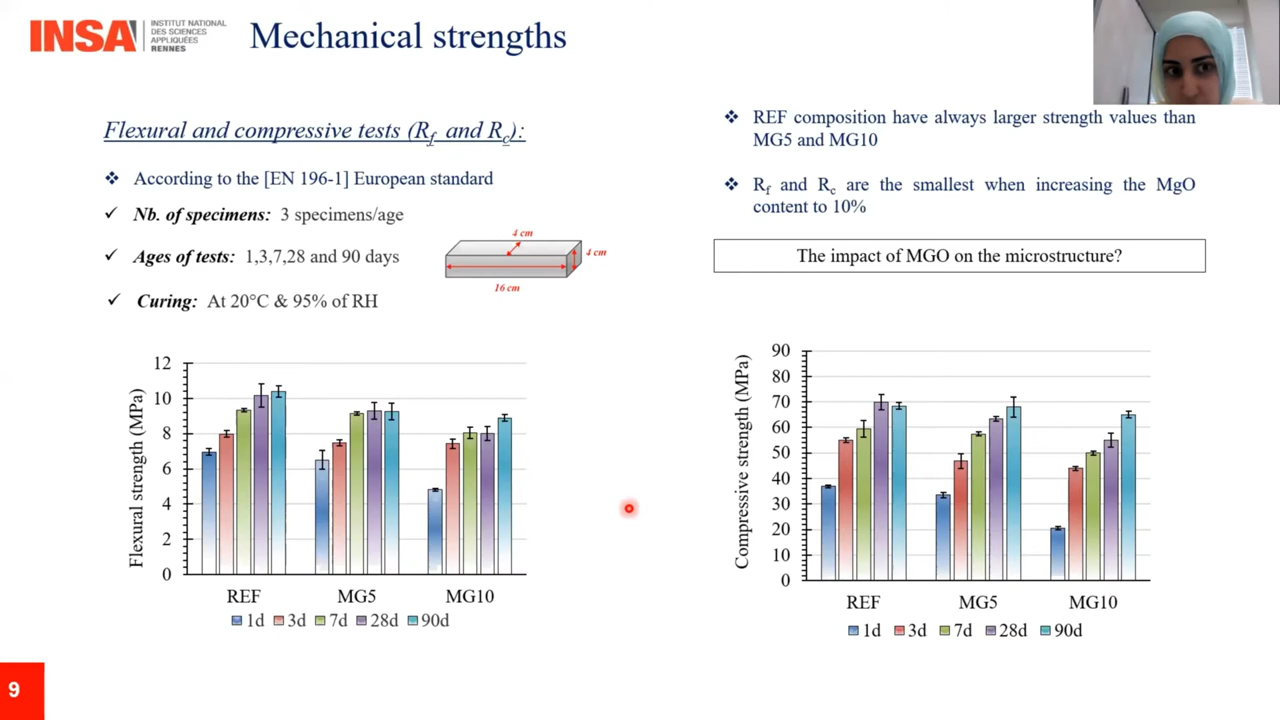 INSA
INSTITUT NATIONAL
DES SCIENCES
APPLIQUÉES
RENNES
Mechanical strengths
Flexural and compressive tests (Rf and Rc):
❖ According to the [EN 196-1] European standard
✓ Nb. of specimens: 3 specimens/age
✓ Ages of tests: 1,3,7,28 and 90 days
✓ Curing: At 20°C & 95% of RH
4 cm
4 cm
16 cm
❖ REF composition have always larger strength values than
MG5 and MG10
❖ Rf and Rc are the smallest when increasing the MgO
content to 10%
The impact of MGO on the microstructure?
Flexural strength (MPa)
12
10
8
6
4
2
0
REF MG5 MG10
1d 3d 7d 28d 90d
Compressive strength (MPa)
90
80
70
60
50
40
30
20
10
0
REF MG5 MG10
1d 3d 7d 28d 90d
9